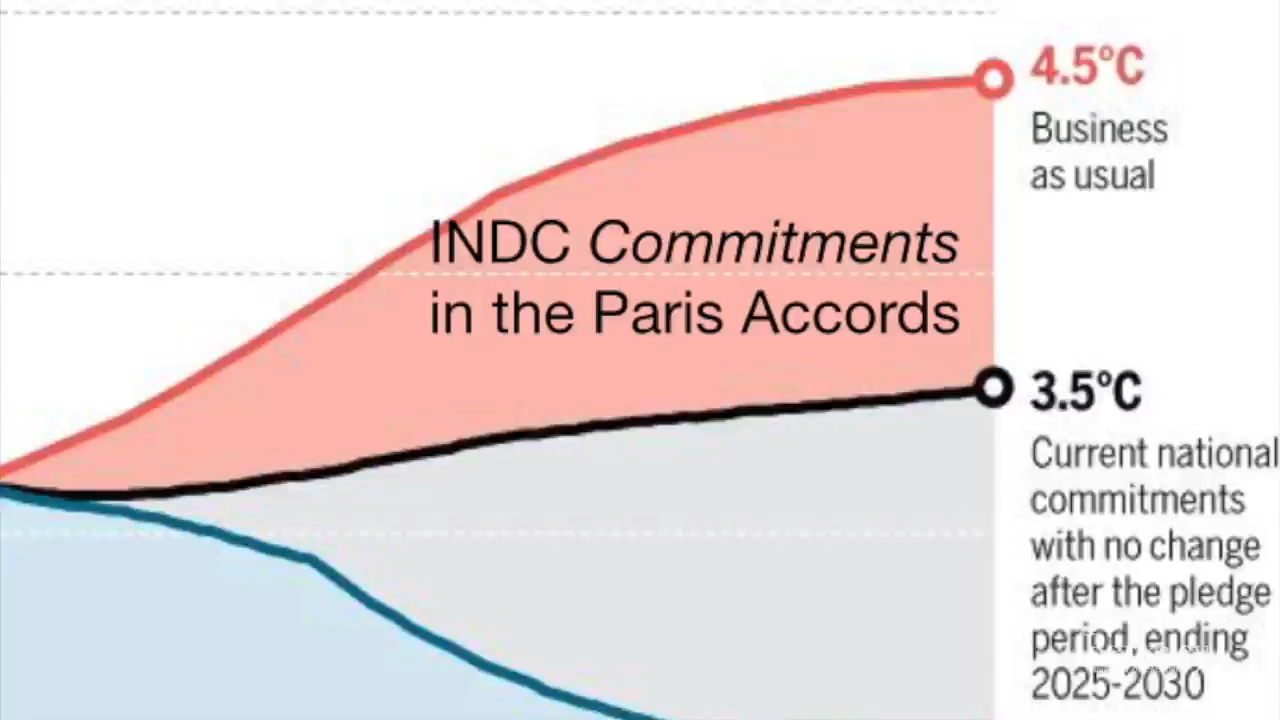 4.5°C
Business
as usual
INDC Commitments
in the Paris Accords
3.5°C
Current national
commitments
with no change
after the pledge
period, ending
2025-2030